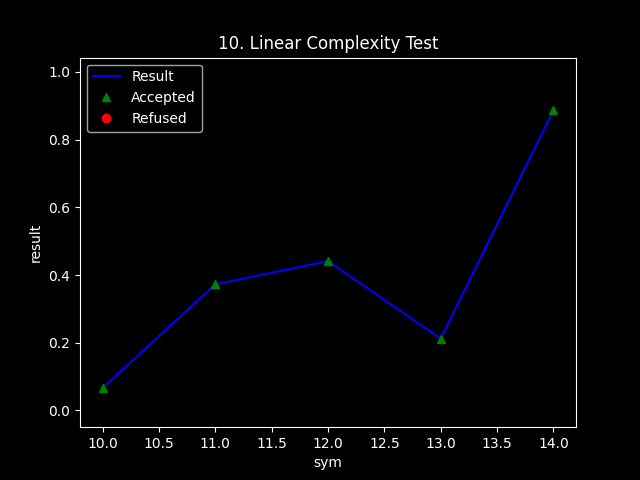 10. Linear Complexity Test
Result
Accepted
Refused
1.0
0.8
0.6
0.4
0.2
0.0
result
10.0 10.5 11.0 11.5 12.0 12.5 13.0 13.5 14.0
sym